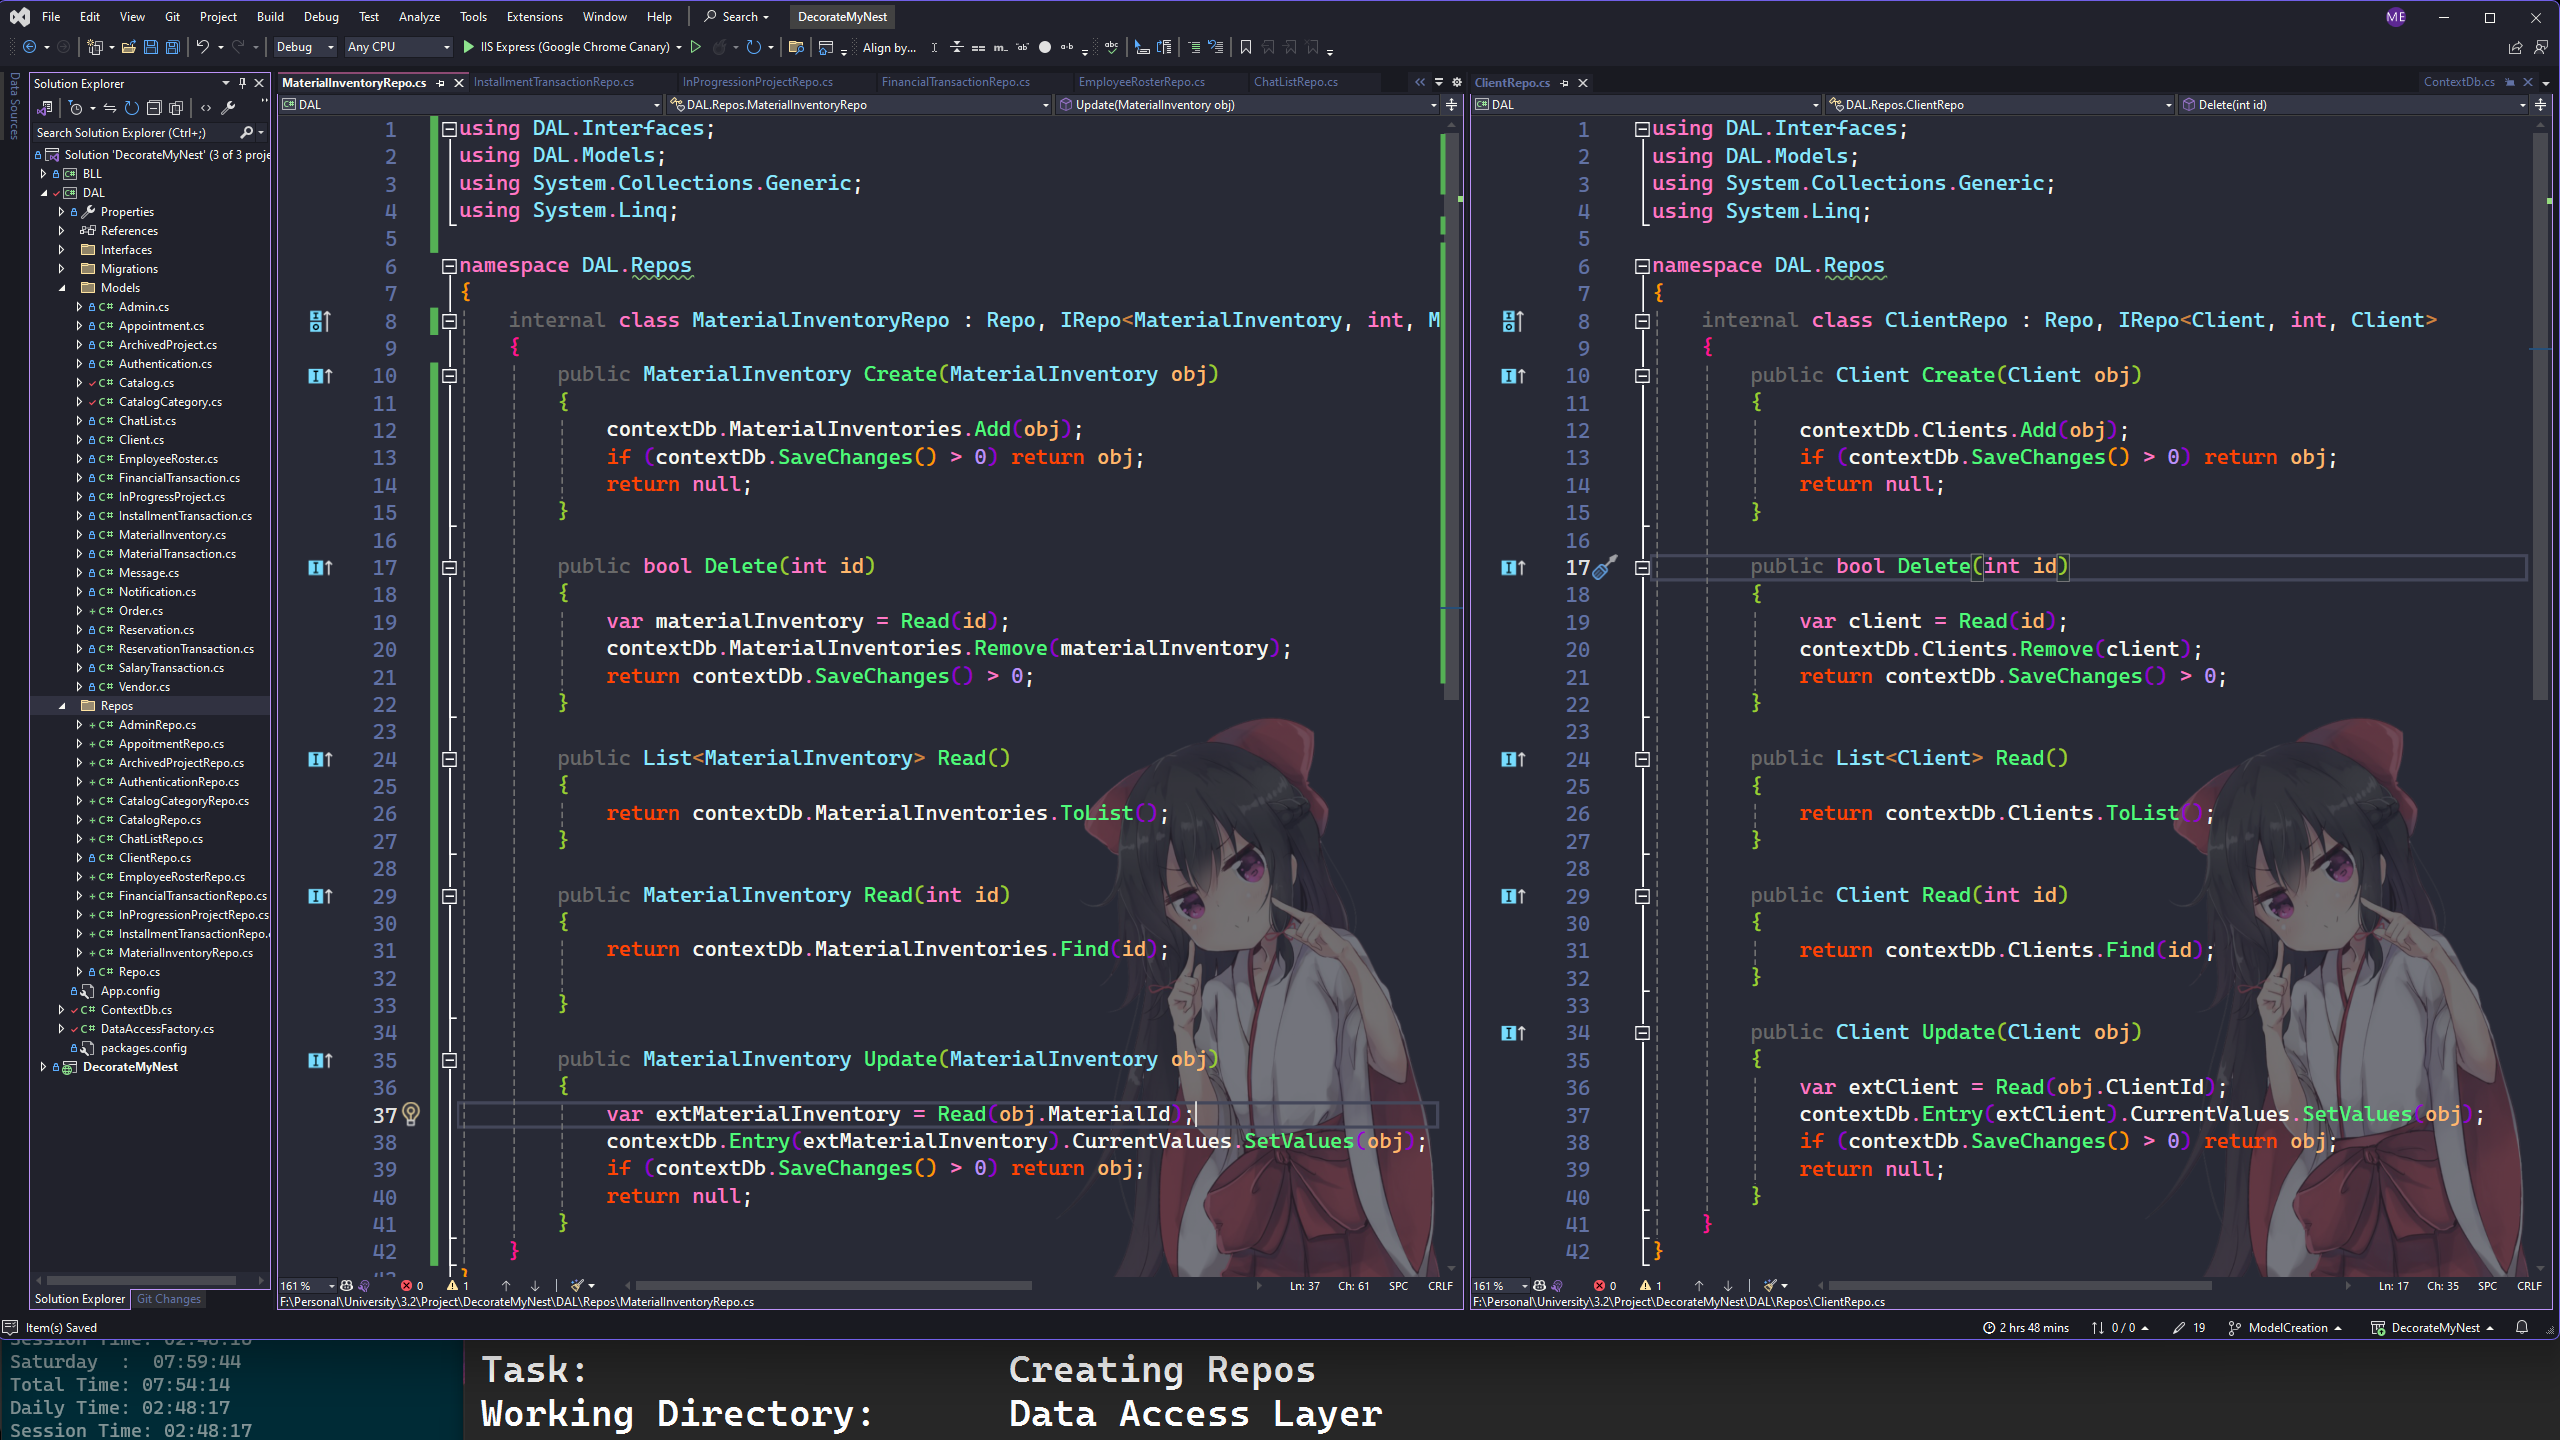 File Edit View Git Project Build Debug Test Analyze Tools Extensions Window Help Search DecorateMyNest ME
Debug Any CPU IIS Express (Google Chrome Canary) Align by...
Data Sources
Solution Explorer
Search Solution Explorer (Ctrl+;)
Solution 'DecorateMyNest' (3 of 3 proje
BLL
DAL
Properties
References
Interfaces
Migrations
Models
Admin.cs
Appointment.cs
ArchivedProject.cs
Authentication.cs
Catalog.cs
CatalogCategory.cs
ChatList.cs
Client.cs
EmployeeRoster.cs
FinancialTransaction.cs
InProgressProject.cs
InstallmentTransaction.cs
MaterialInventory.cs
MaterialTransaction.cs
Message.cs
Notification.cs
Order.cs
Reservation.cs
ReservationTransaction.cs
SalaryTransaction.cs
Vendor.cs
Repos
AdminRepo.cs
AppoitmentRepo.cs
ArchivedProjectRepo.cs
AuthenticationRepo.cs
CatalogCategoryRepo.cs
CatalogRepo.cs
ChatListRepo.cs
ClientRepo.cs
EmployeeRosterRepo.cs
FinancialTransactionRepo.cs
InProgressionProjectRepo.cs
InstallmentTransactionRepo.
MaterialInventoryRepo.cs
Repo.cs
App.config
ContextDb.cs
DataAccessFactory.cs
packages.config
DecorateMyNest
Solution Explorer Git Changes
MaterialInventoryRepo.cs InstallmentTransactionRepo.cs InProgressionProjectRepo.cs FinancialTransactionRepo.cs EmployeeRosterRepo.cs ChatListRepo.cs
DAL DAL.Repos.MaterialInventoryRepo Update(MaterialInventory obj)
1 using DAL.Interfaces;
2 using DAL.Models;
3 using System.Collections.Generic;
4 using System.Linq;
5
6 namespace DAL.Repos
7 {
8 internal class MaterialInventoryRepo : Repo, IRepo<MaterialInventory, int, M
9 {
10 public MaterialInventory Create(MaterialInventory obj)
11 {
12 contextDb.MaterialInventories.Add(obj);
13 if (contextDb.SaveChanges() > 0) return obj;
14 return null;
15 }
16
17 public bool Delete(int id)
18 {
19 var materialInventory = Read(id);
20 contextDb.MaterialInventories.Remove(materialInventory);
21 return contextDb.SaveChanges() > 0;
22 }
23
24 public List<MaterialInventory> Read()
25 {
26 return contextDb.MaterialInventories.ToList();
27 }
28
29 public MaterialInventory Read(int id)
30 {
31 return contextDb.MaterialInventories.Find(id);
32
33 }
34
35 public MaterialInventory Update(MaterialInventory obj)
36 {
37 var extMaterialInventory = Read(obj.MaterialId);
38 contextDb.Entry(extMaterialInventory).CurrentValues.SetValues(obj);
39 if (contextDb.SaveChanges() > 0) return obj;
40 return null;
41 }
42 }
161 % 0 1 Ln: 37 Ch: 61 SPC CRLF
F:\Personal\University\3.2\Project\DecorateMyNest\DAL\Repos\MaterialInventoryRepo.cs
ClientRepo.cs ContextDb.cs
DAL DAL.Repos.ClientRepo Delete(int id)
1 using DAL.Interfaces;
2 using DAL.Models;
3 using System.Collections.Generic;
4 using System.Linq;
5
6 namespace DAL.Repos
7 {
8 internal class ClientRepo : Repo, IRepo<Client, int, Client>
9 {
10 public Client Create(Client obj)
11 {
12 contextDb.Clients.Add(obj);
13 if (contextDb.SaveChanges() > 0) return obj;
14 return null;
15 }
16
17 public bool Delete(int id)
18 {
19 var client = Read(id);
20 contextDb.Clients.Remove(client);
21 return contextDb.SaveChanges() > 0;
22 }
23
24 public List<Client> Read()
25 {
26 return contextDb.Clients.ToList();
27 }
28
29 public Client Read(int id)
30 {
31 return contextDb.Clients.Find(id);
32 }
33
34 public Client Update(Client obj)
35 {
36 var extClient = Read(obj.ClientId);
37 contextDb.Entry(extClient).CurrentValues.SetValues(obj);
38 if (contextDb.SaveChanges() > 0) return obj;
39 return null;
40 }
41 }
42 }
161 % 0 1 Ln: 17 Ch: 35 SPC CRLF
F:\Personal\University\3.2\Project\DecorateMyNest\DAL\Repos\ClientRepo.cs
Item(s) Saved 2 hrs 48 mins 0 / 0 19 ModelCreation DecorateMyNest
Session Time: 02:48:16
Saturday : 07:59:44
Total Time: 07:54:14
Daily Time: 02:48:17
Session Time: 02:48:17
Task: Creating Repos
Working Directory: Data Access Layer